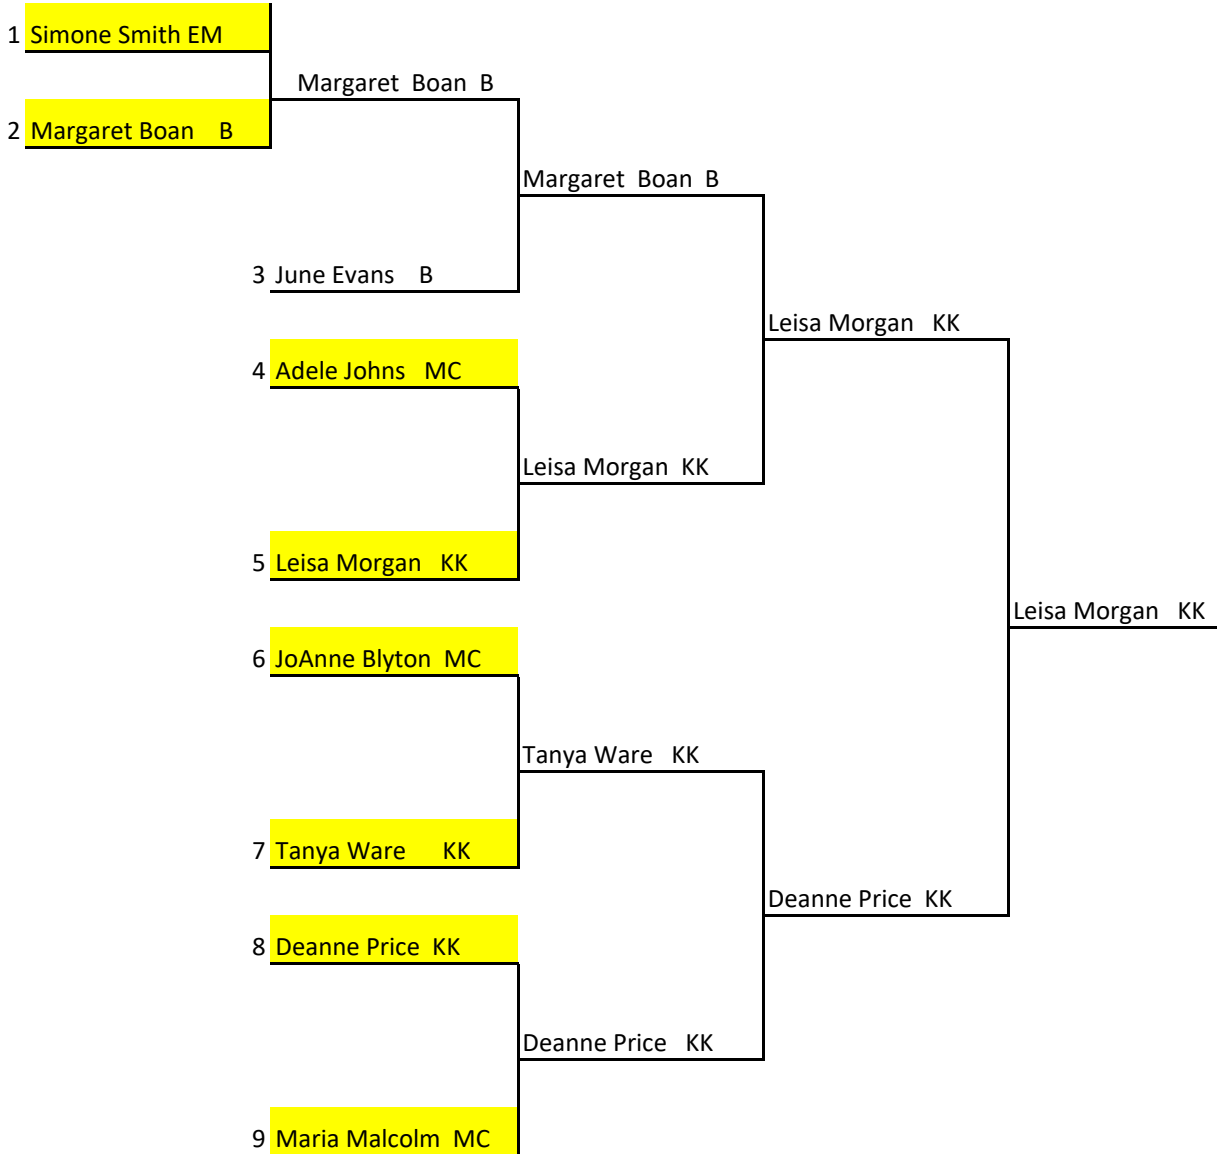 1 Simone Smith EM
Margaret Boan B
2 Margaret Boan B
Margaret Boan B
3 June Evans B
Leisa Morgan KK
4 Adele Johns MC
Leisa Morgan KK
5 Leisa Morgan KK
Leisa Morgan KK
6 JoAnne Blyton MC
Tanya Ware KK
7 Tanya Ware KK
Deanne Price KK
8 Deanne Price KK
Deanne Price KK
9 Maria Malcolm MC